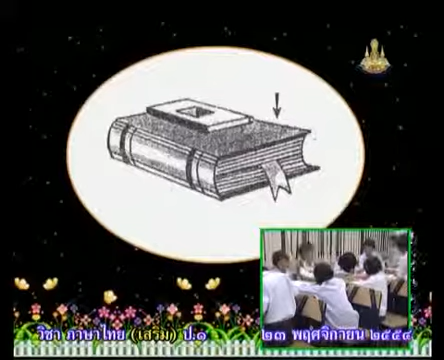 วิชา ภาษาไทย (เสริม) ป.๑
๒๓ พฤศจิกายน ๒๕๕๔